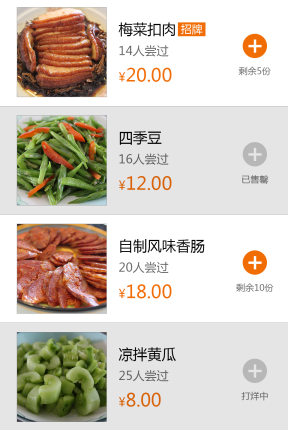 梅菜扣肉 招牌
14人尝过
¥20.00
剩余5份
四季豆
16人尝过
¥12.00
已售罄
自制风味香肠
20人尝过
¥18.00
剩余10份
凉拌黄瓜
25人尝过
¥8.00
打烊中